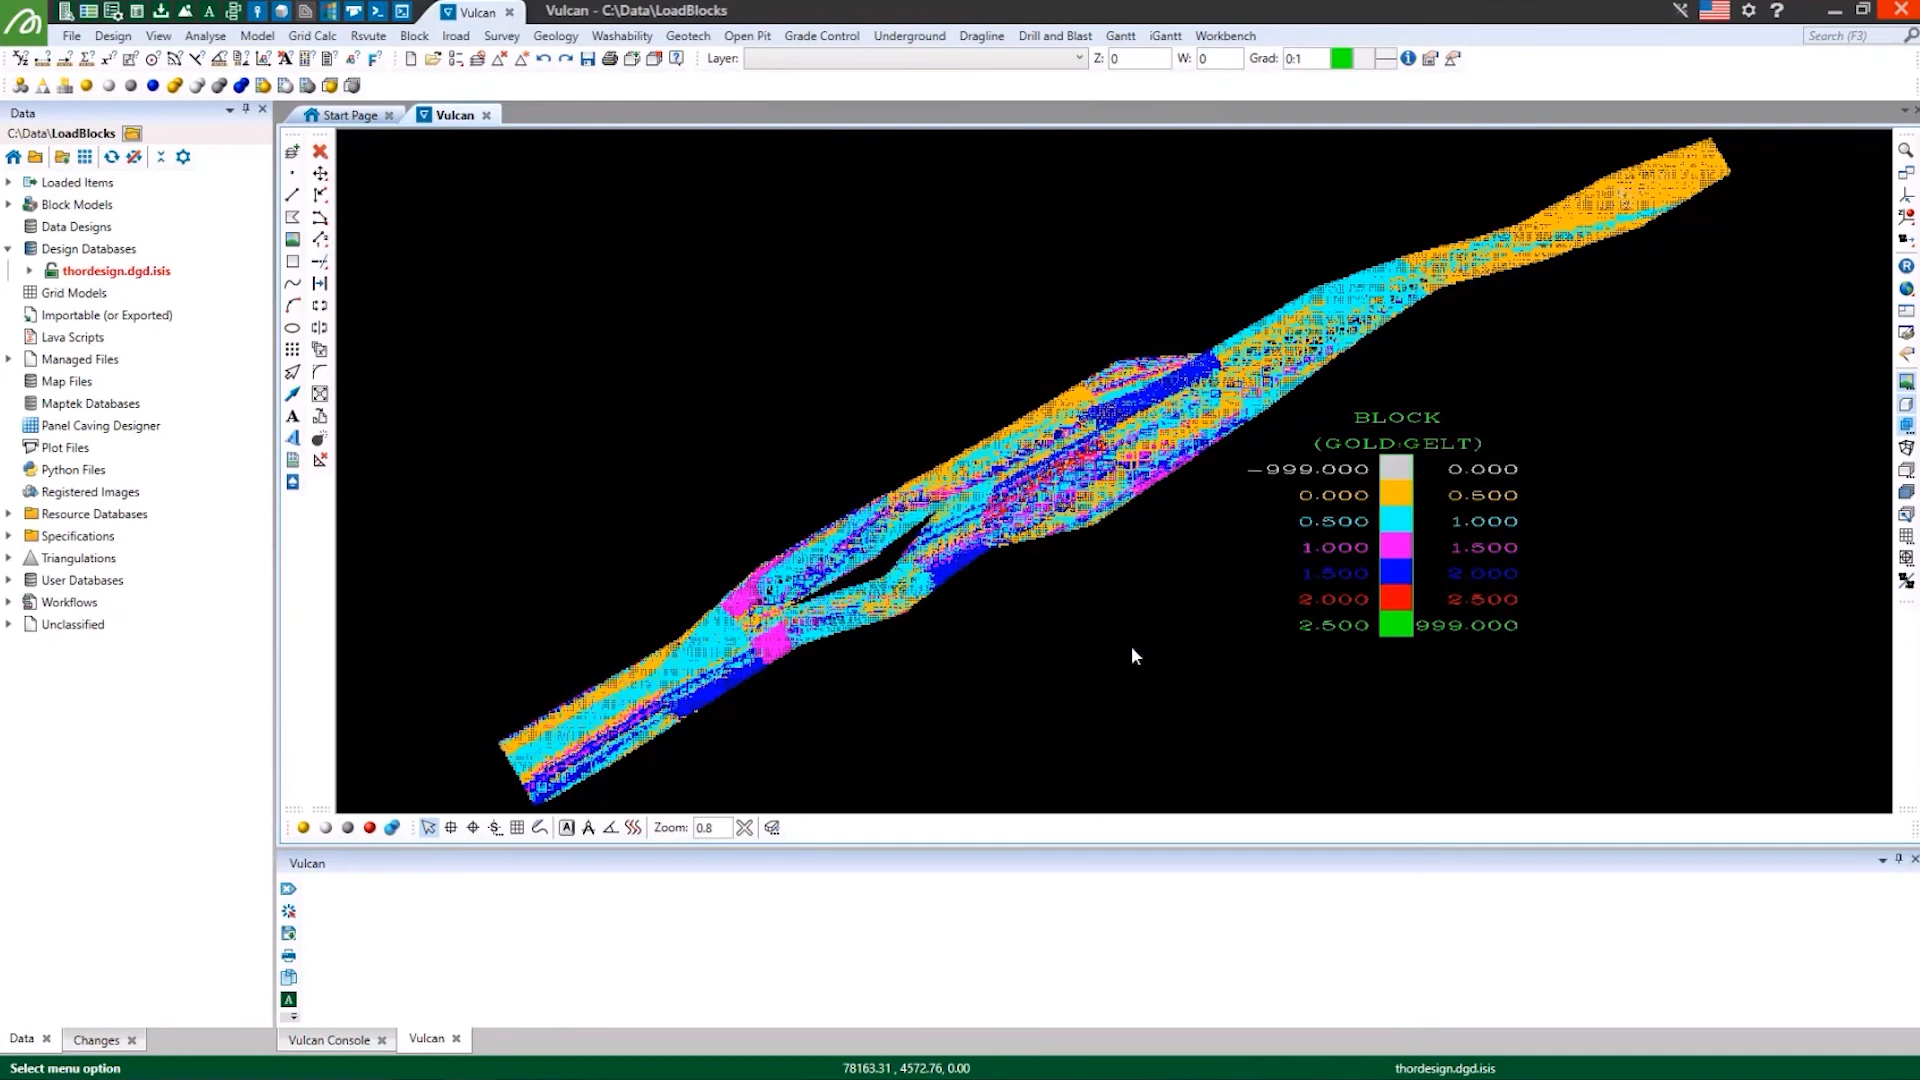 Vulcan
Vulcan - C:\Data\LoadBlocks
File Design View Analyse Model Grid Calc Rsvute Block Iroad Survey Geology Washability Geotech Open Pit Grade Control Underground Dragline Drill and Blast Gantt iGantt Workbench
Search (F3)
Layer:
Z: 0
W: 0
Grad: 0:1
Data
C:\Data\LoadBlocks
Start Page
Vulcan
Loaded Items
Block Models
Data Designs
Design Databases
thordesign.dgd.isis
Grid Models
Importable (or Exported)
Lava Scripts
Managed Files
Map Files
Maptek Databases
Panel Caving Designer
Plot Files
Python Files
Registered Images
Resource Databases
Specifications
Triangulations
User Databases
Workflows
Unclassified
BLOCK
(GOLD:GELT)
-999.000 0.000
0.000 0.500
0.500 1.000
1.000 1.500
1.500 2.000
2.000 2.500
2.500 999.000
Zoom: 0.8
Vulcan
Data
Changes
Vulcan Console
Vulcan
Select menu option
78163.31 , 4572.76, 0.00
thordesign.dgd.isis